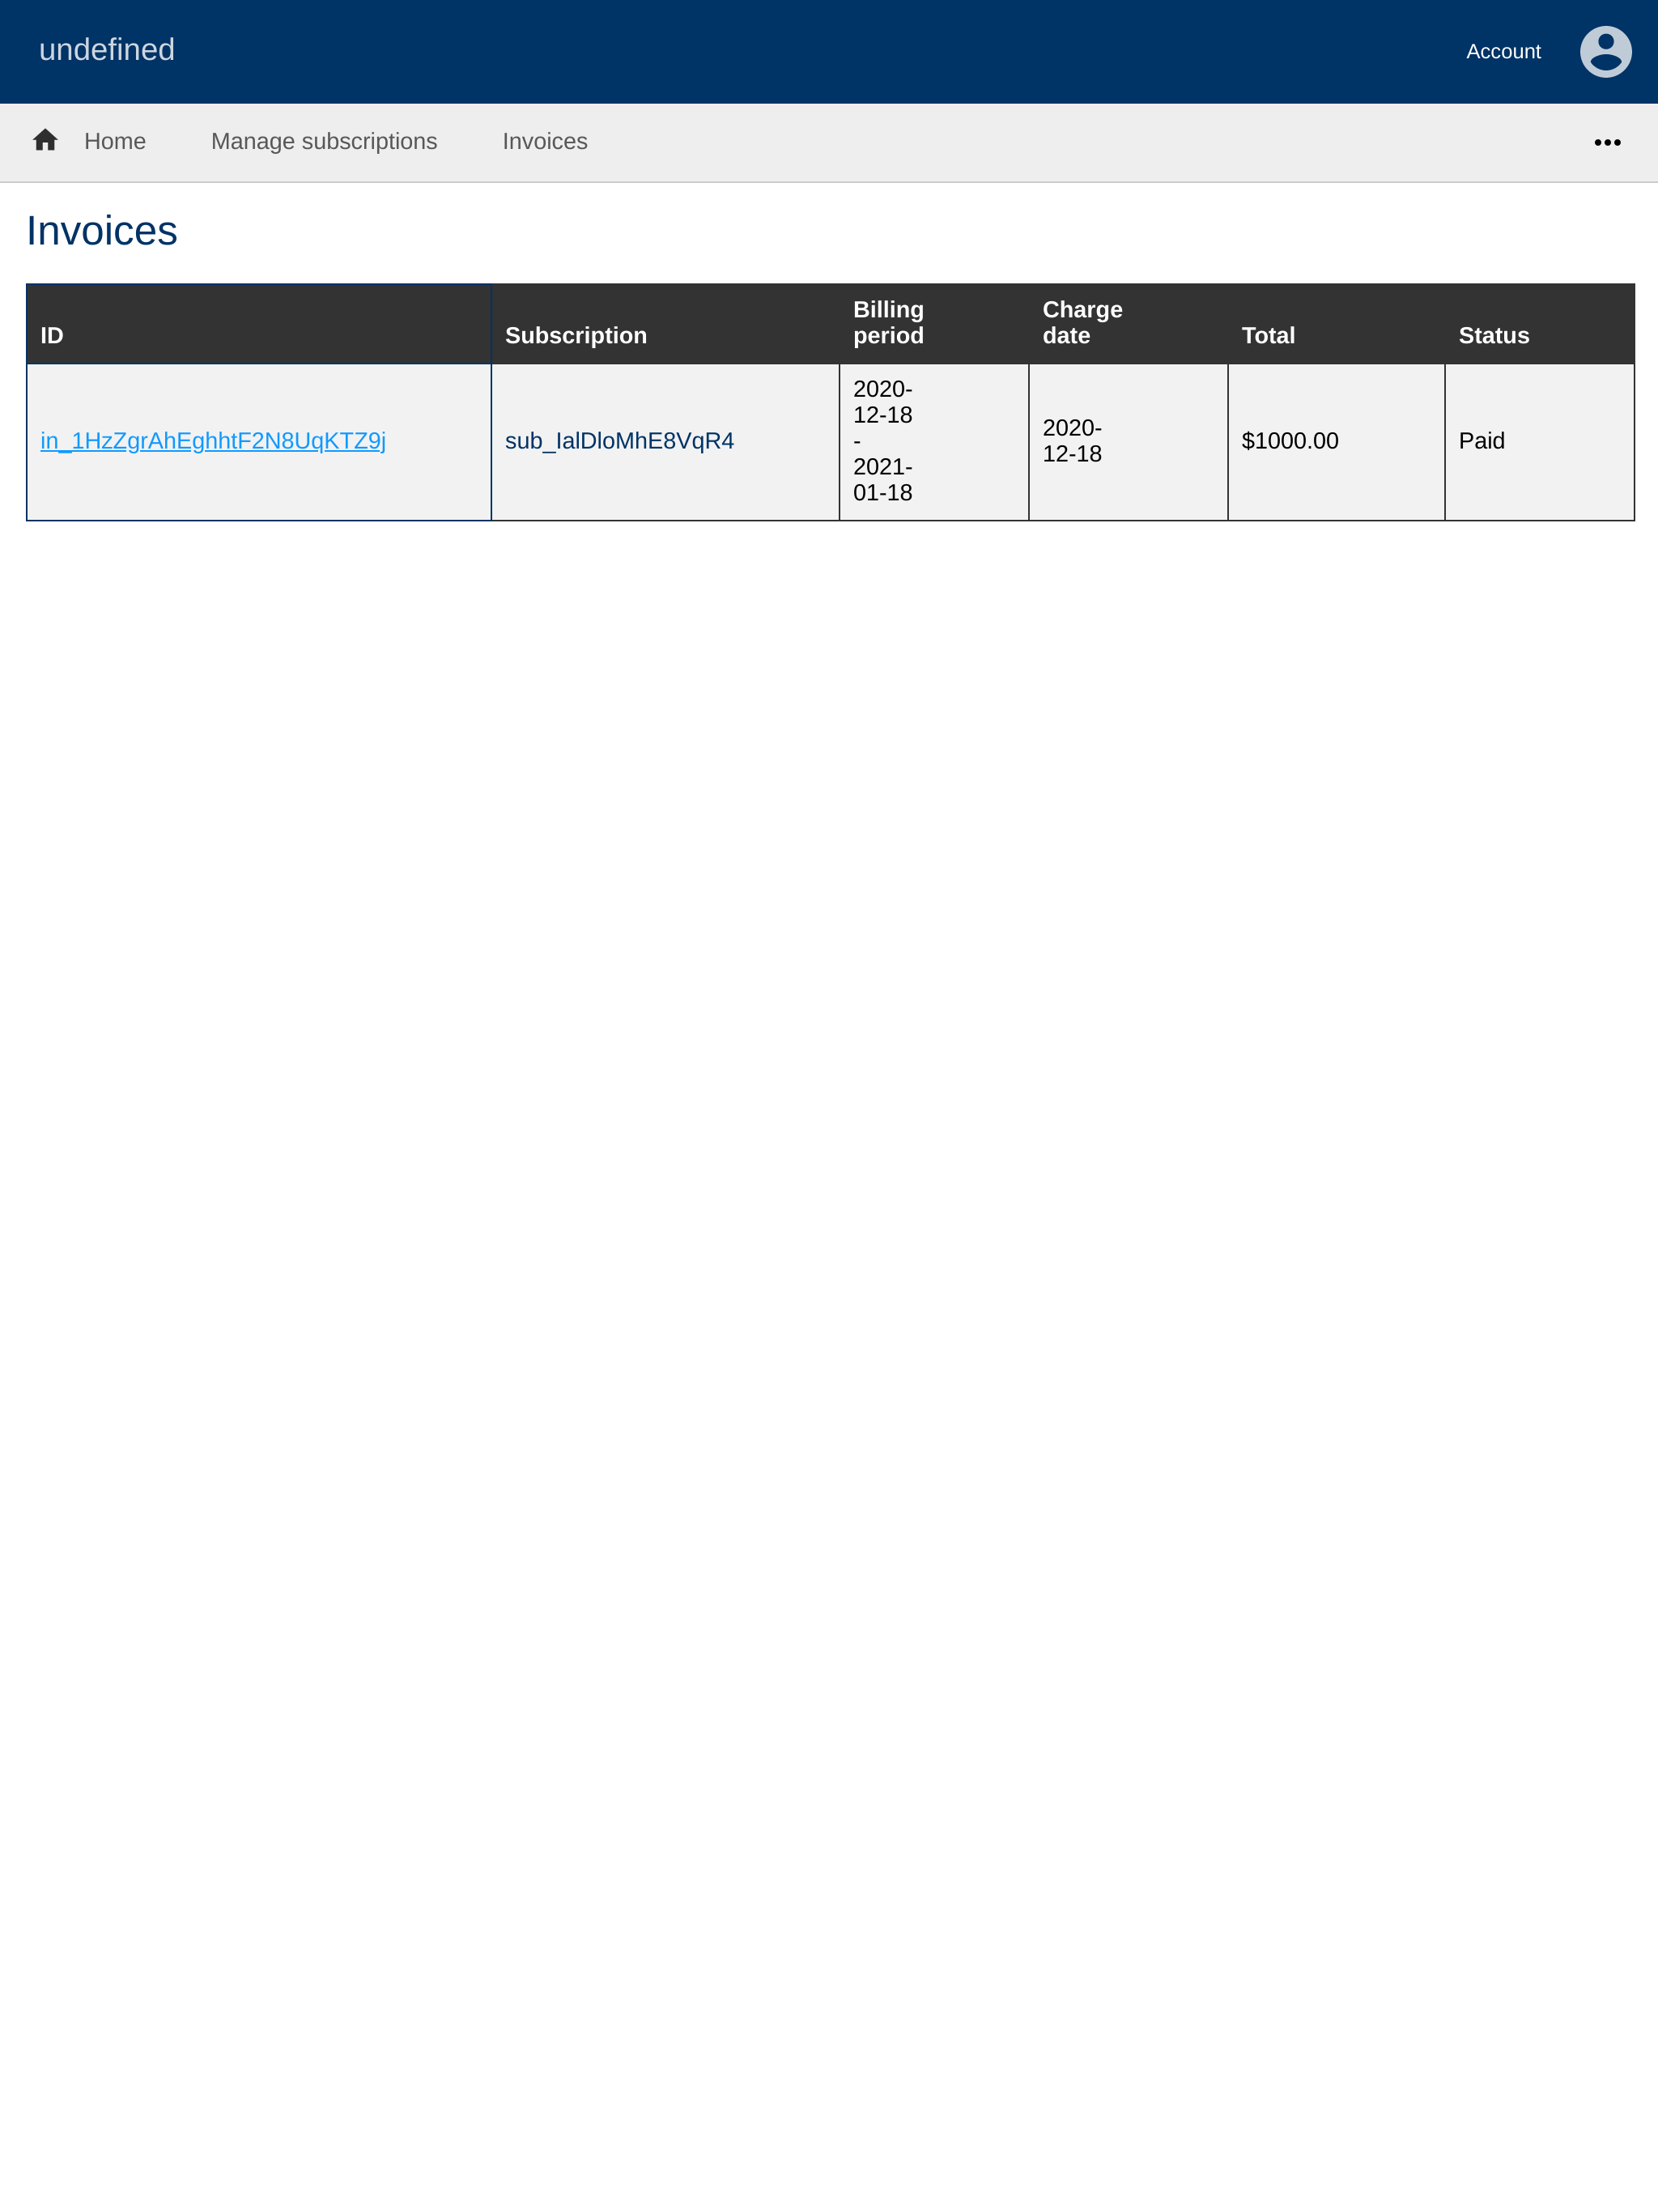 undefined
Account
Home Manage subscriptions Invoices
Invoices
ID Subscription Billing period Charge date Total Status
in_1HzZgrAhEghhtF2N8UqKTZ9j
sub_IalDloMhE8VqR4
2020-
12-18
-
2021-
01-18
2020-
12-18
$1000.00
Paid